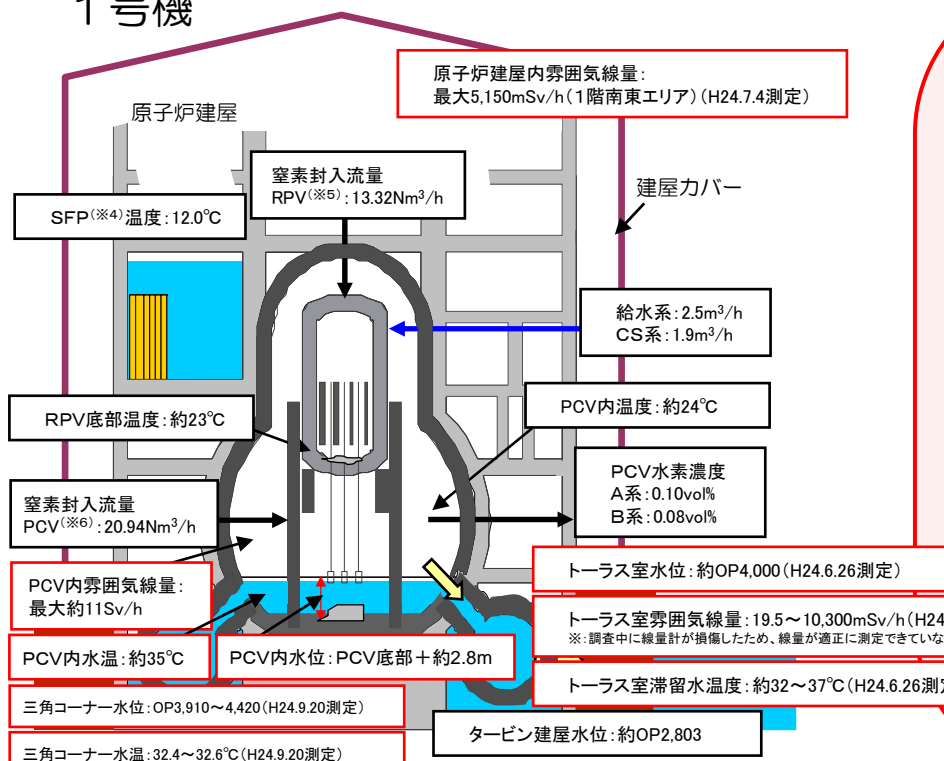 1号機
原子炉建屋内雰囲気線量:
最大5,150mSv/h(1階南東エリア)(H24.7.4測定)
原子炉建屋
窒素封入流量
RPV(※5):13.32Nm³/h
建屋カバー
SFP(※4)温度:12.0℃
給水系:2.5m³/h
CS系:1.9m³/h
RPV底部温度:約23℃
PCV内温度:約24℃
PCV水素濃度
A系:0.10vol%
B系:0.08vol%
窒素封入流量
PCV(※6):20.94Nm³/h
PCV内雰囲気線量:
最大約11Sv/h
トーラス室水位:約OP4,000(H24.6.26測定)
トーラス室雰囲気線量:19.5~10,300mSv/h(H24
※:調査中に線量計が損傷したため、線量が適正に測定できていな
PCV内水温:約35℃
PCV内水位:PCV底部+約2.8m
トーラス室滞留水温度:約32~37℃(H24.6.26測
三角コーナー水位:OP3,910~4,420(H24.9.20測定)
タービン建屋水位:約OP2,803
三角コーナー水温:32.4~32.6℃(H24.9.20測定)